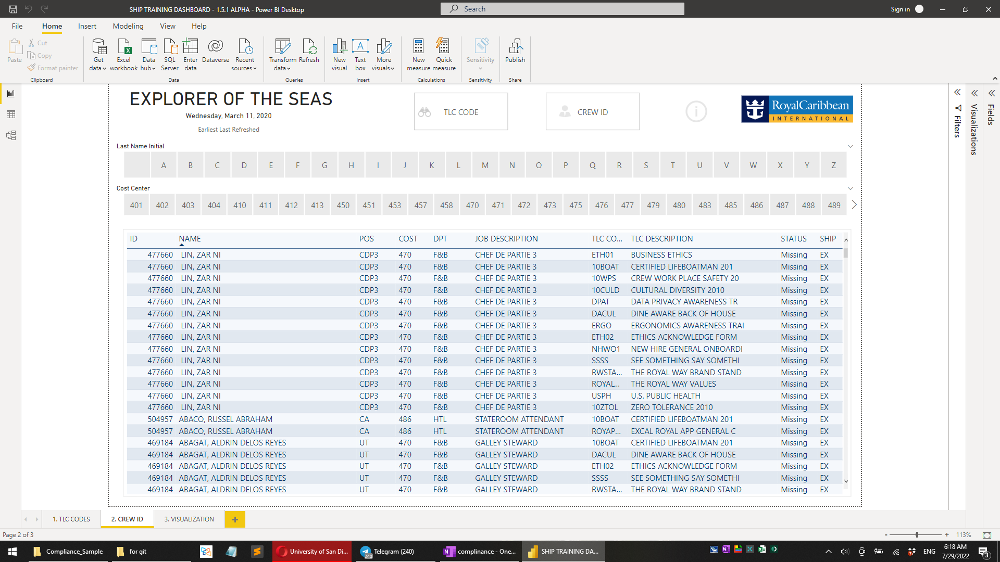 SHIP TRAINING DASHBOARD - 1.5.1 ALPHA - Power BI Desktop
Search
Sign in
File Home Insert Modeling View Help
Paste
Cut
Copy
Format painter
Get data
Excel workbook
Data hub
SQL Server
Enter data
Dataverse
Recent sources
Transform data
Refresh
New visual
Text box
More visuals
New measure
Quick measure
Sensitivity
Publish
Clipboard Data Queries Insert Calculations Sensitivity Share
EXPLORER OF THE SEAS
Wednesday, March 11, 2020
Earliest Last Refreshed
TLC CODE
CREW ID
RoyalCaribbean
INTERNATIONAL
Filters
Visualizations
Fields
Last Name Initial
A B C D E F G H I J K L M N O P Q R S T U V W X Y Z
Cost Center
401 402 403 404 410 411 412 413 450 451 453 457 458 470 471 472 473 475 476 477 479 480 483 485 486 487 488 489
ID NAME POS COST DPT JOB DESCRIPTION TLC CO... TLC DESCRIPTION STATUS SHIP
477660 LIN, ZAR NI CDP3 470 F&B CHEF DE PARTIE 3 ETH01 BUSINESS ETHICS Missing EX
477660 LIN, ZAR NI CDP3 470 F&B CHEF DE PARTIE 3 10BOAT CERTIFIED LIFEBOATMAN 201 Missing EX
477660 LIN, ZAR NI CDP3 470 F&B CHEF DE PARTIE 3 10WPS CREW WORK PLACE SAFETY 20 Missing EX
477660 LIN, ZAR NI CDP3 470 F&B CHEF DE PARTIE 3 10CULD CULTURAL DIVERSITY 2010 Missing EX
477660 LIN, ZAR NI CDP3 470 F&B CHEF DE PARTIE 3 DPAT DATA PRIVACY AWARENESS TR Missing EX
477660 LIN, ZAR NI CDP3 470 F&B CHEF DE PARTIE 3 DACUL DINE AWARE BACK OF HOUSE Missing EX
477660 LIN, ZAR NI CDP3 470 F&B CHEF DE PARTIE 3 ERGO ERGONOMICS AWARENESS TRAI Missing EX
477660 LIN, ZAR NI CDP3 470 F&B CHEF DE PARTIE 3 ETH02 ETHICS ACKNOWLEDGE FORM Missing EX
477660 LIN, ZAR NI CDP3 470 F&B CHEF DE PARTIE 3 NHWO1 NEW HIRE GENERAL ONBOARDI Missing EX
477660 LIN, ZAR NI CDP3 470 F&B CHEF DE PARTIE 3 SSSS SEE SOMETHING SAY SOMETHI Missing EX
477660 LIN, ZAR NI CDP3 470 F&B CHEF DE PARTIE 3 RWSTA... THE ROYAL WAY BRAND STAND Missing EX
477660 LIN, ZAR NI CDP3 470 F&B CHEF DE PARTIE 3 ROYAL... THE ROYAL WAY VALUES Missing EX
477660 LIN, ZAR NI CDP3 470 F&B CHEF DE PARTIE 3 USPH U.S. PUBLIC HEALTH Missing EX
477660 LIN, ZAR NI CDP3 470 F&B CHEF DE PARTIE 3 10ZTOL ZERO TOLERANCE 2010 Missing EX
504957 ABACO, RUSSEL ABRAHAM CA 486 HTL STATEROOM ATTENDANT 10BOAT CERTIFIED LIFEBOATMAN 201 Missing EX
504957 ABACO, RUSSEL ABRAHAM CA 486 HTL STATEROOM ATTENDANT ROYAP... EXCAL ROYAL APP GENERAL C Missing EX
469184 ABAGAT, ALDRIN DELOS REYES UT 470 F&B GALLEY STEWARD 10BOAT CERTIFIED LIFEBOATMAN 201 Missing EX
469184 ABAGAT, ALDRIN DELOS REYES UT 470 F&B GALLEY STEWARD DACUL DINE AWARE BACK OF HOUSE Missing EX
469184 ABAGAT, ALDRIN DELOS REYES UT 470 F&B GALLEY STEWARD ETH02 ETHICS ACKNOWLEDGE FORM Missing EX
469184 ABAGAT, ALDRIN DELOS REYES UT 470 F&B GALLEY STEWARD SSSS SEE SOMETHING SAY SOMETHI Missing EX
469184 ABAGAT, ALDRIN DELOS REYES UT 470 F&B GALLEY STEWARD RWSTA... THE ROYAL WAY BRAND STAND Missing EX
1. TLC CODES 2. CREW ID 3. VISUALIZATION
Page 2 of 3
- + 113%
Compliance_Sample for git University of San Di... Telegram (240) complinance - One... SHIP TRAINING DA...
240
ENG
6:18 AM
7/29/2022
3